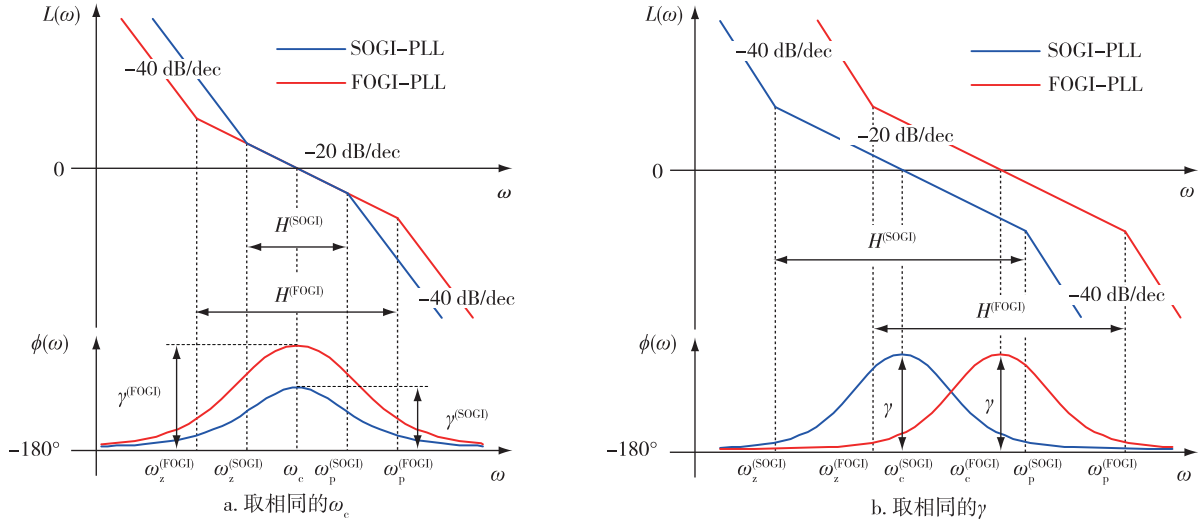 L(ω)
SOGI-PLL
FOGI-PLL
−40 dB/dec
−20 dB/dec
0
ω
H(SOGI)
H(FOGI)
−40 dB/dec
ϕ(ω)
γ(FOGI)
γ(SOGI)
−180°
ωz(FOGI) ωz(SOGI) ωc ωp(SOGI) ωp(FOGI) ω
a. 取相同的ωc
L(ω)
−40 dB/dec
SOGI-PLL
FOGI-PLL
−20 dB/dec
0
ω
H(SOGI)
−40 dB/dec
H(FOGI)
ϕ(ω)
γ γ
−180°
ωz(SOGI) ωz(FOGI) ωc(SOGI) ωc(FOGI) ωp(SOGI) ωp(FOGI) ω
b. 取相同的γ